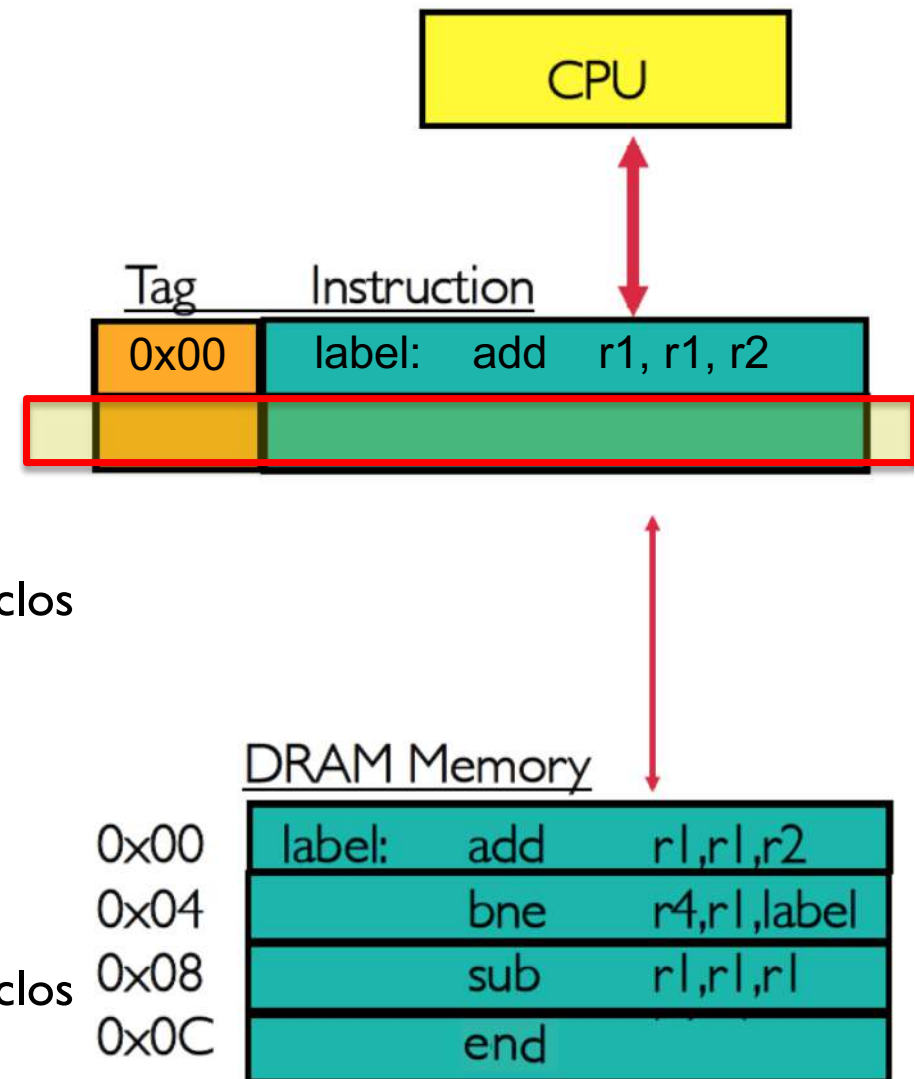 CPU
Tag Instruction
0x00 label: add r1, r1, r2
clos
DRAM Memory
0x00 label: add r1,r1,r2
0x04 bne r4,r1,label
clos 0x08 sub r1,r1,r1
0x0C end